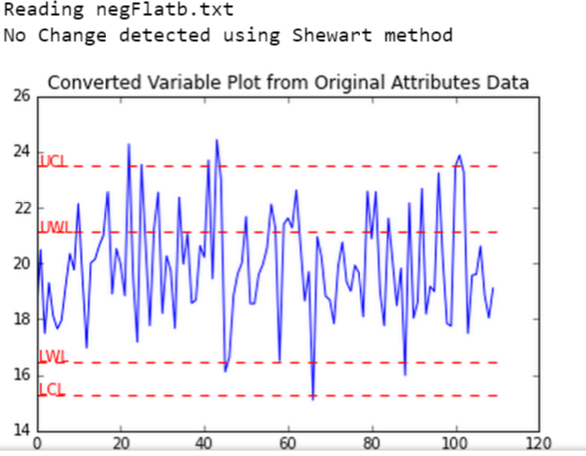 Reading negFlatb.txt
No Change detected using Shewart method
Converted Variable Plot from Original Attributes Data
26
24
UCL
22
UWL
20
18
LWL
16
LCL
14
0 20 40 60 80 100 120